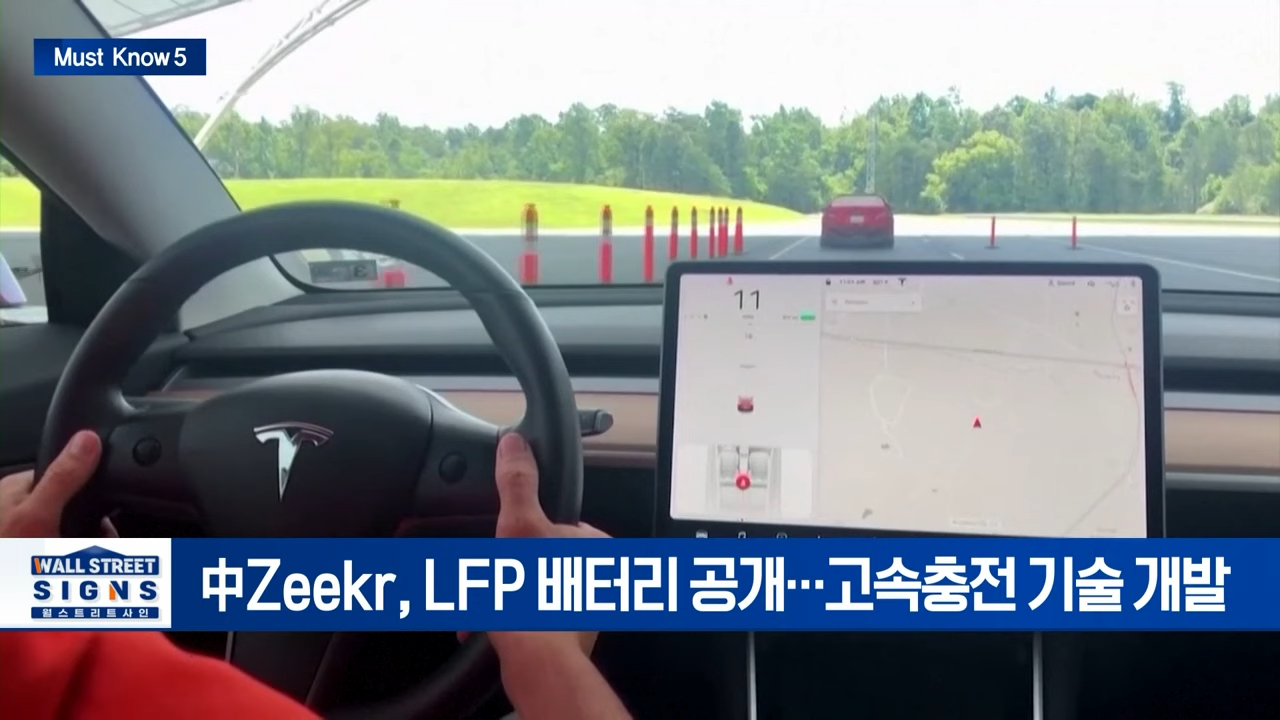 Must Know 5
11
WALL STREET
SIGNS
월스트리트사인
中Zeekr, LFP 배터리 공개…고속충전 기술 개발